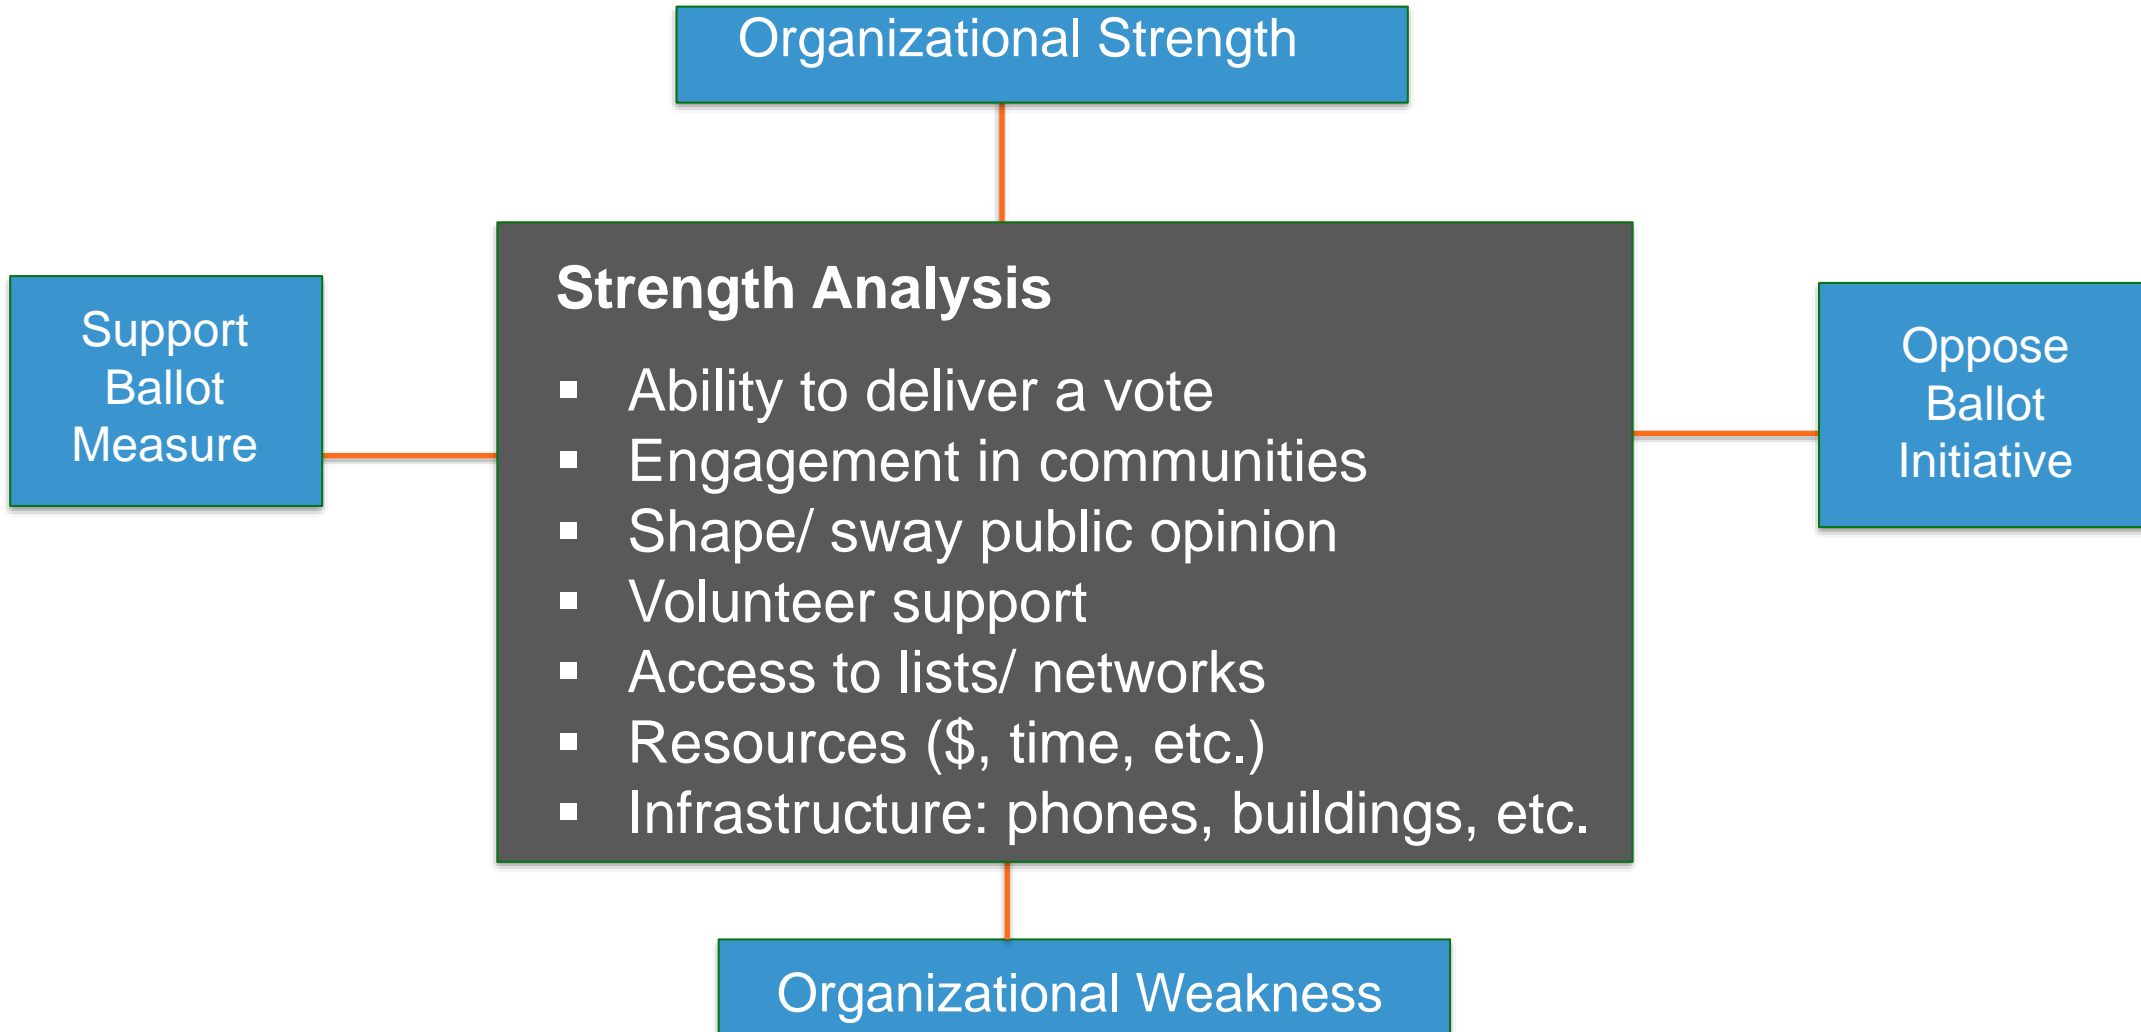 Organizational Strength
Support
Ballot
Measure
Strength Analysis
▪ Ability to deliver a vote
▪ Engagement in communities
▪ Shape/ sway public opinion
▪ Volunteer support
▪ Access to lists/ networks
▪ Resources ($, time, etc.)
▪ Infrastructure: phones, buildings, etc.
Oppose
Ballot
Initiative
Organizational Weakness